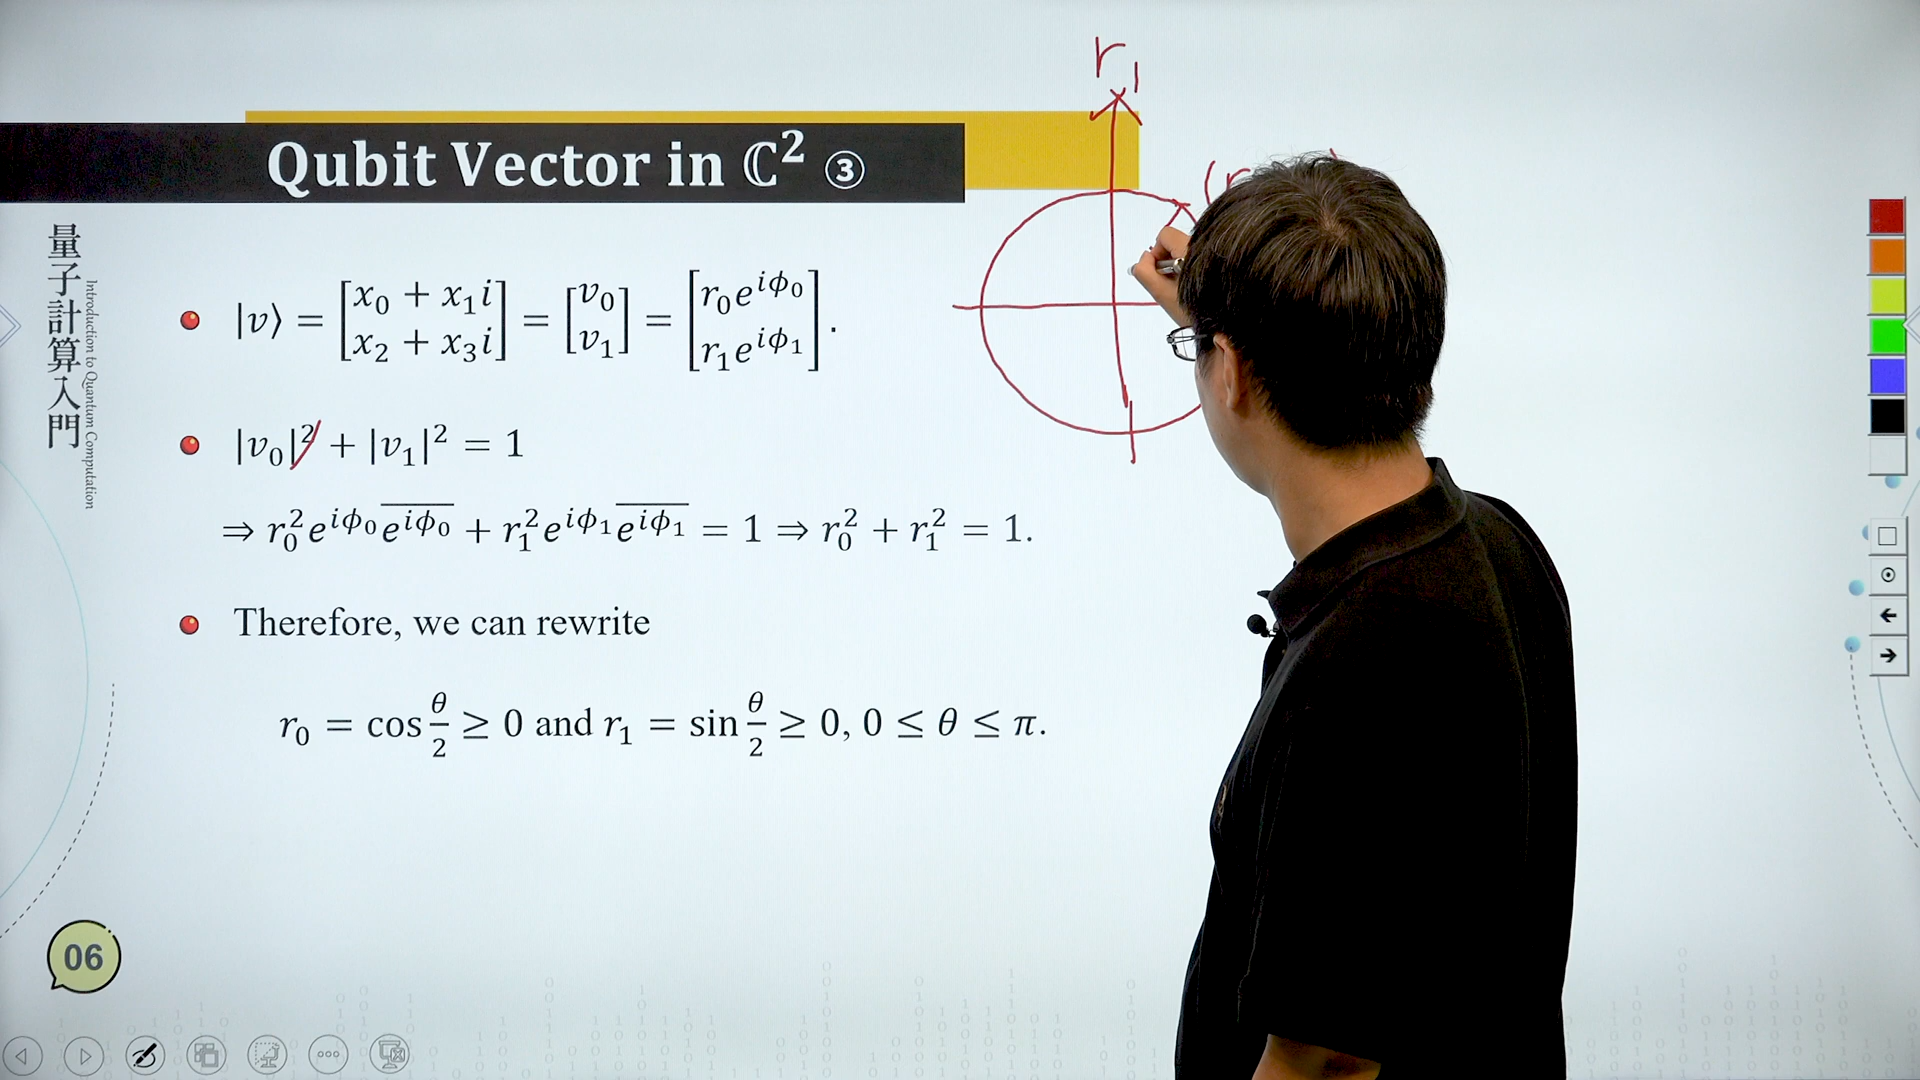 r₁
Qubit Vector in ℂ² ③
(r
量子計算入門
Introduction to Quantum Computation
|v⟩ = [x₀ + x₁i; x₂ + x₃i] = [v₀; v₁] = [r₀e^{iϕ₀}; r₁e^{iϕ₁}].
|v₀|² + |v₁|² = 1
⇒ r₀²e^{iϕ₀}\overline{e^{iϕ₀}} + r₁²e^{iϕ₁}\overline{e^{iϕ₁}} = 1 ⇒ r₀² + r₁² = 1.
Therefore, we can rewrite
r₀ = cos θ/2 ≥ 0 and r₁ = sin θ/2 ≥ 0, 0 ≤ θ ≤ π.
06